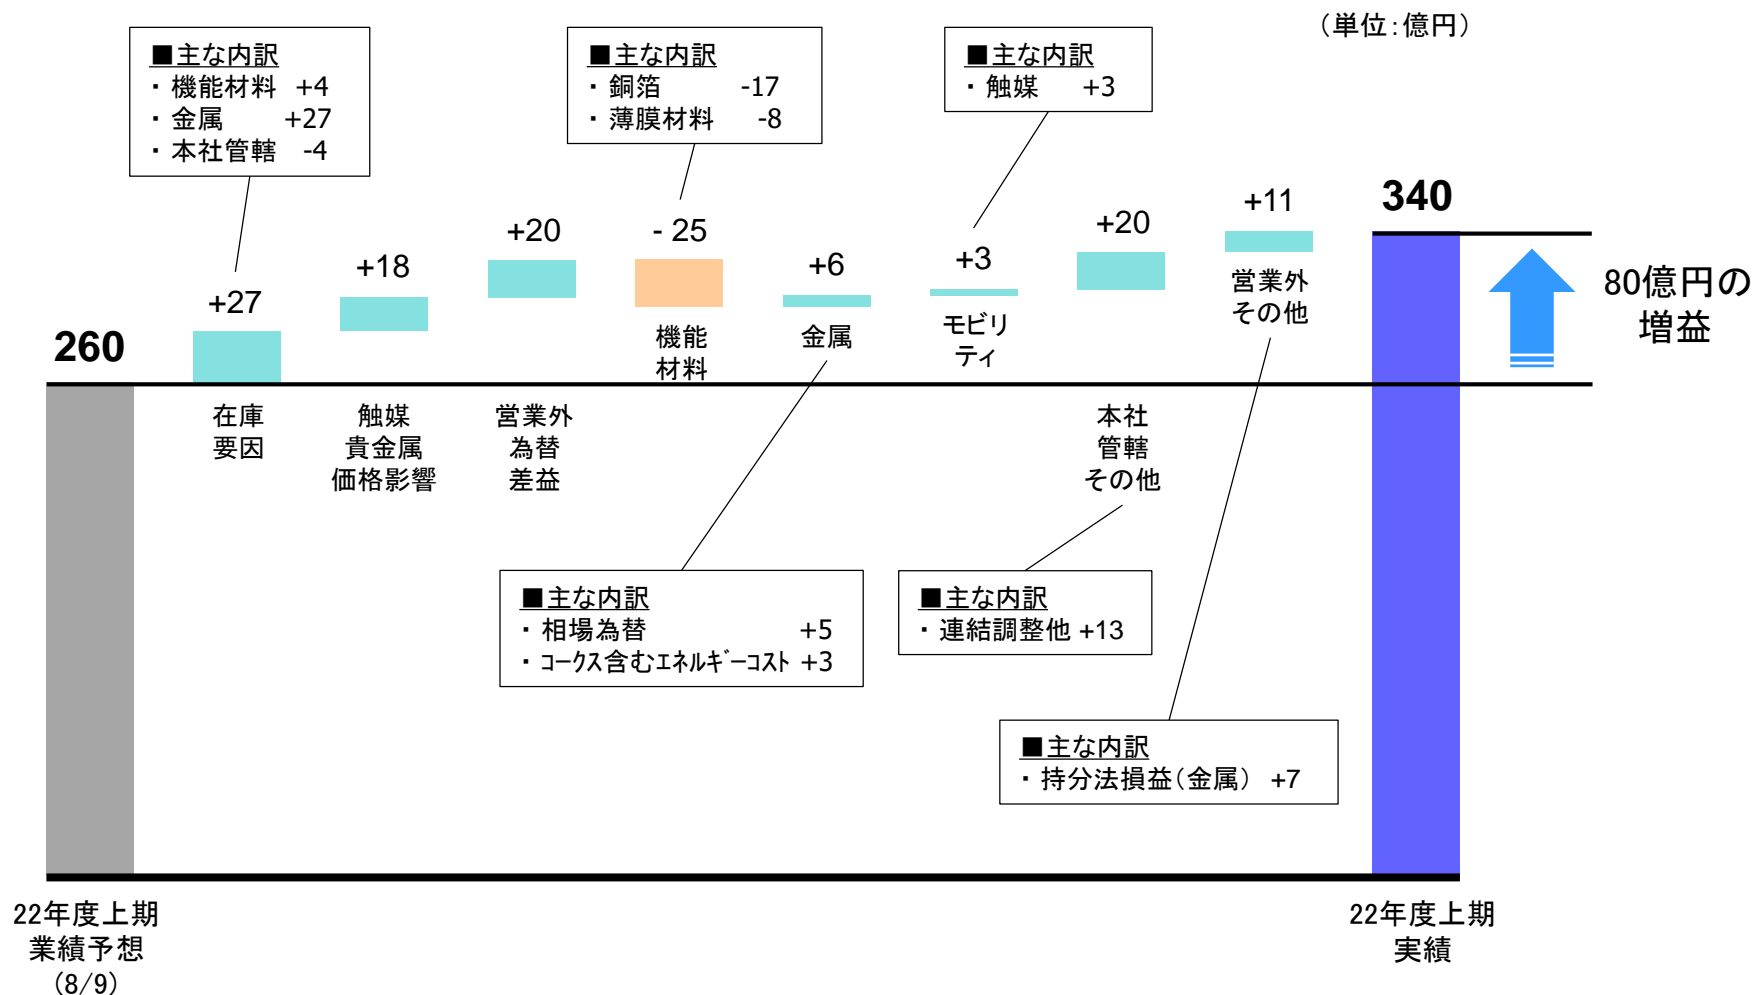 （単位：億円）
■主な内訳
・機能材料 +4
・金属 +27
・本社管轄 -4
■主な内訳
・銅箔 -17
・薄膜材料 -8
■主な内訳
・触媒 +3
260
+27
+18
+20
- 25
+6
+3
+20
+11
340
80億円の
増益
在庫
要因
触媒
貴金属
価格影響
営業外
為替
差益
機能
材料
金属
モビリ
ティ
本社
管轄
その他
営業外
その他
■主な内訳
・相場為替 +5
・ｺｰｸｽ含むｴﾈﾙｷﾞｰｺｽﾄ +3
■主な内訳
・連結調整他 +13
■主な内訳
・持分法損益（金属） +7
22年度上期
業績予想
(8/9)
22年度上期
実績